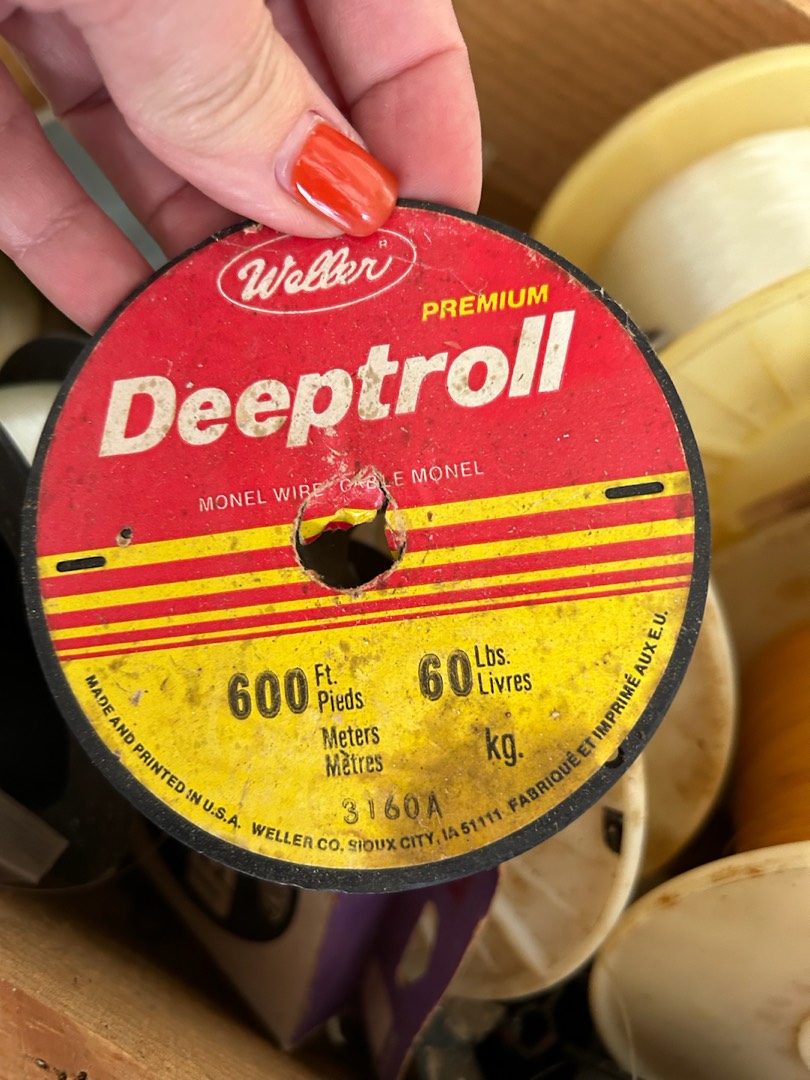 Weller®
PREMIUM
Deeptroll
MONEL WIRE CABLE MONEL
600 Ft. Pieds
60 Lbs. Livres
Meters Mètres
kg.
3160A
MADE AND PRINTED IN U.S.A. WELLER CO. SIOUX CITY, IA 51111 FABRIQUÉ ET IMPRIMÉ AUX E.U.